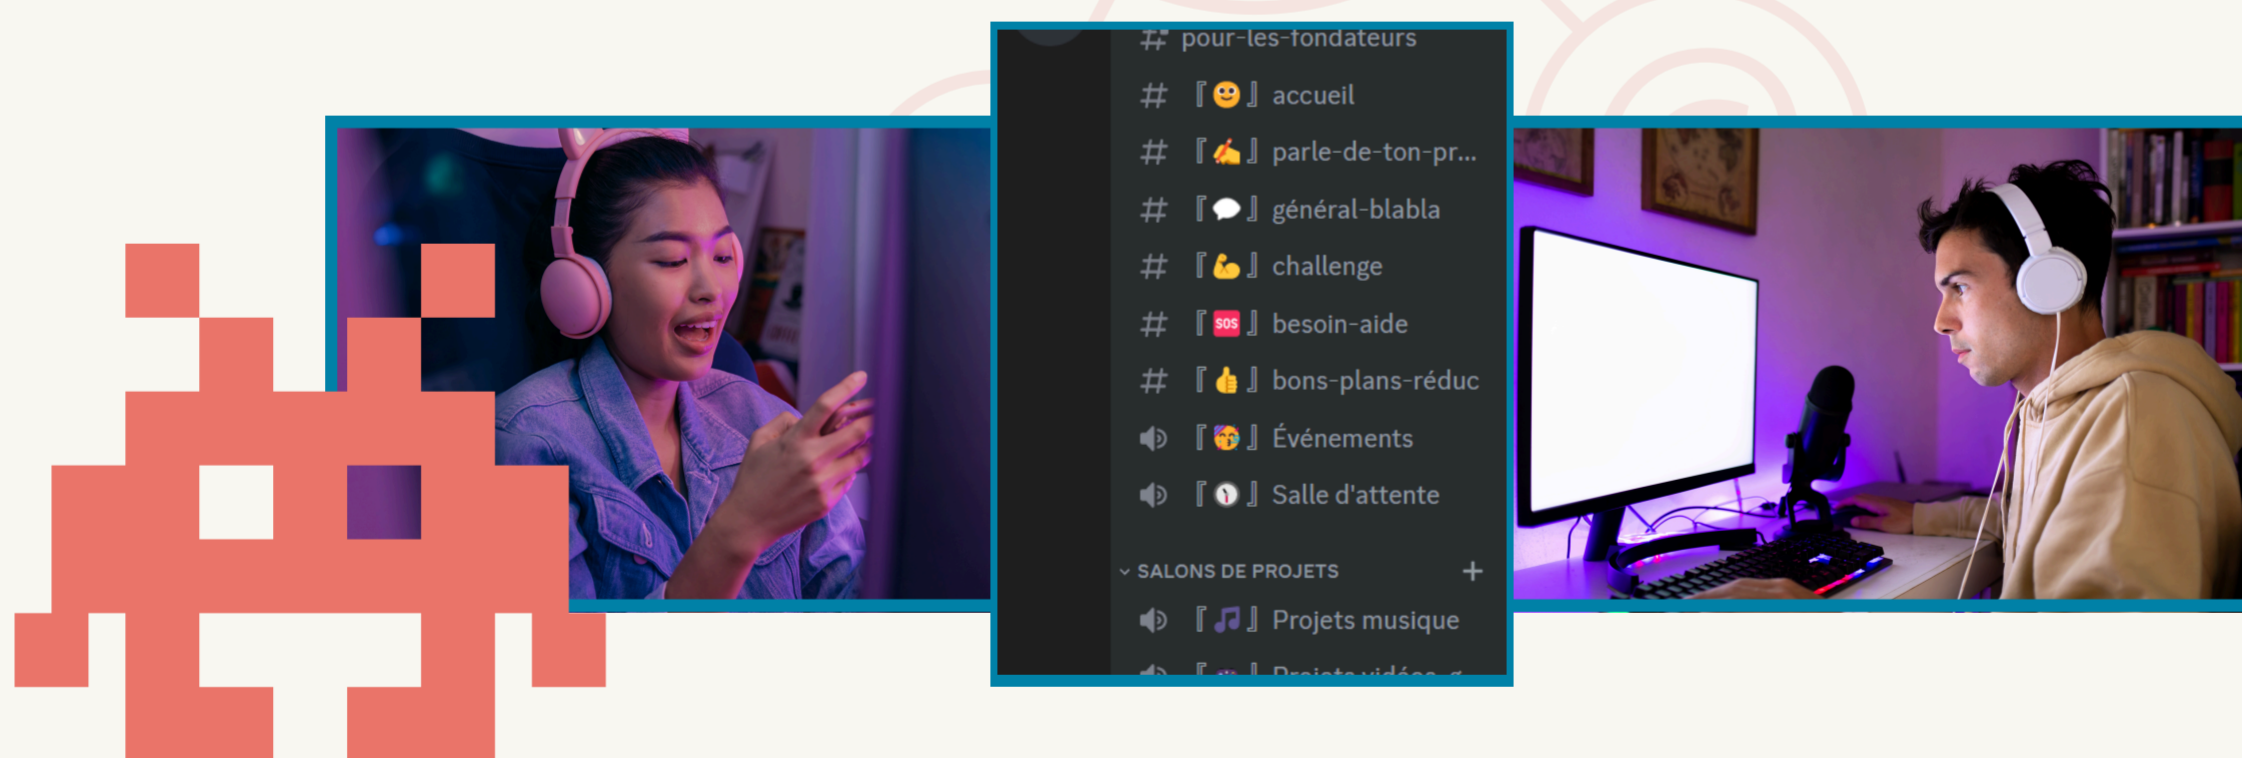 pour-les-fondateurs
accueil
parle-de-ton-pr...
général-blabla
challenge
SOS besoin-aide
bons-plans-réduc
Événements
Salle d'attente
SALONS DE PROJETS
Projets musique